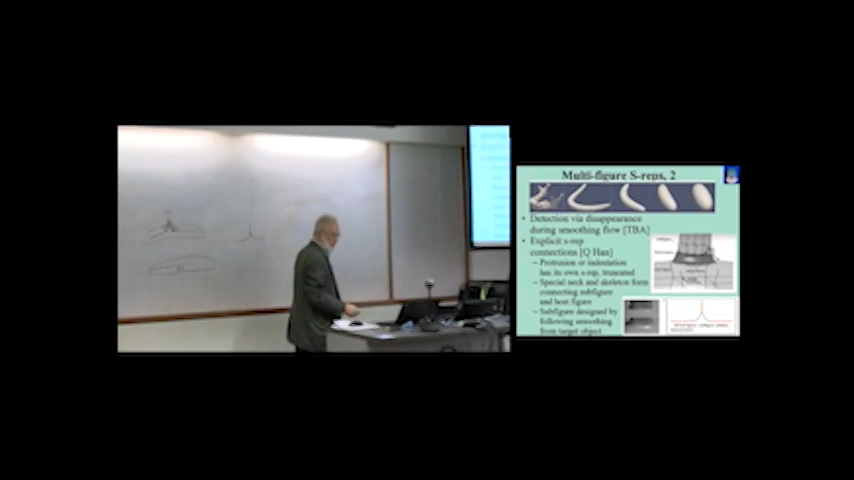 Multi-figure S-reps, 2
• Detection via disappearance
during smoothing flow [TBA]
• Explicit s-rep
connections [Q Han]
– Protrusion or indentation
has its own s-rep, truncated
– Special neck and skeleton form
connecting subfigure
and host figure
– Subfigure designed by
following smoothing
from target object